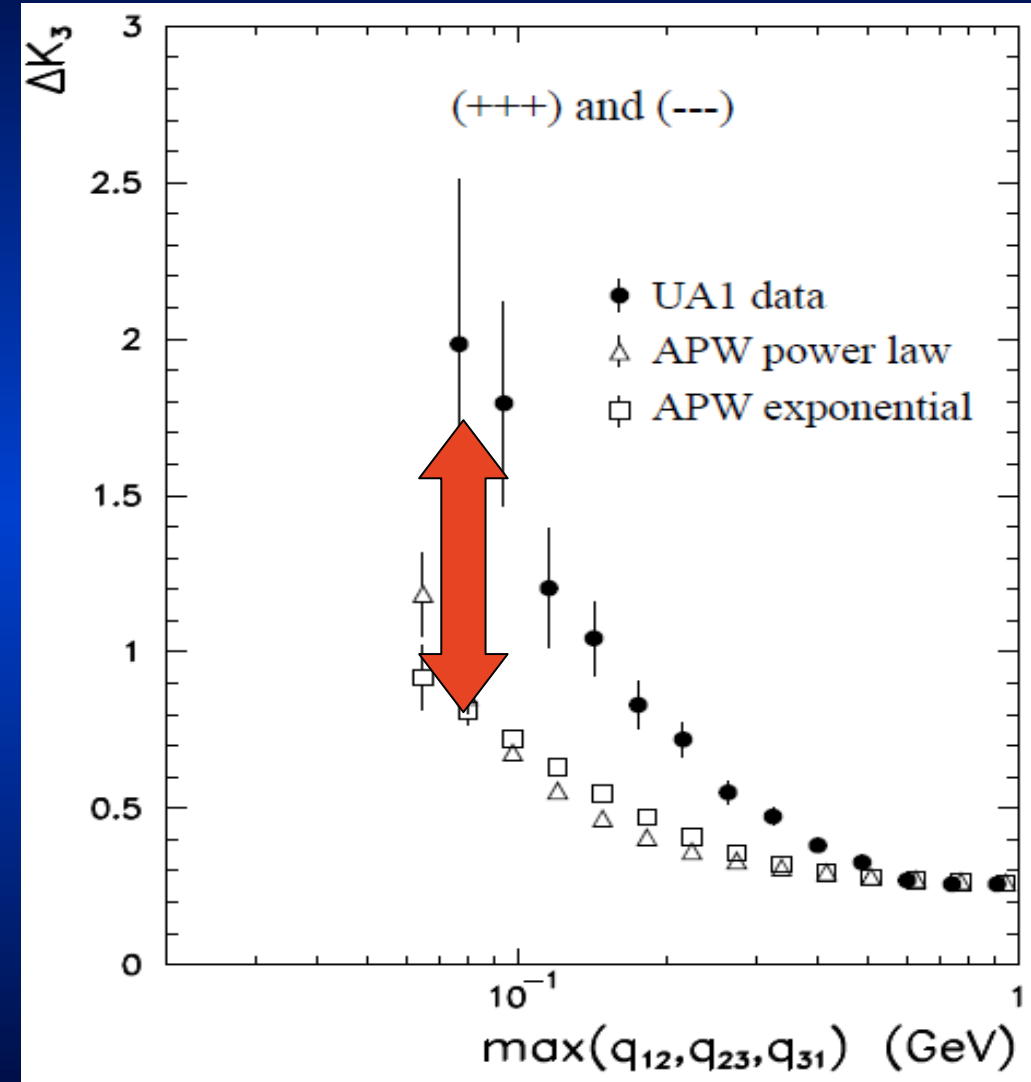 ΔK₃
3
(+++) and (---)
2.5
UA1 data
2
APW power law
APW exponential
1.5
1
0.5
0
10⁻¹
1
max(q₁₂,q₂₃,q₃₁) (GeV)